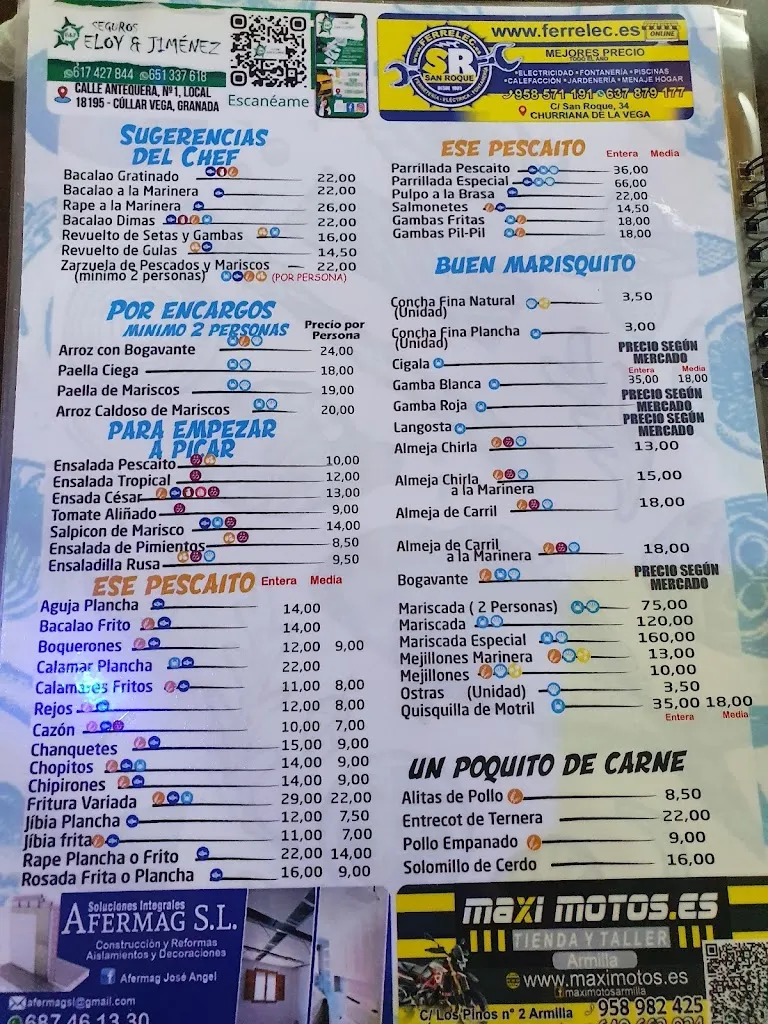 SEGUROS
ELOY & JIMÉNEZ
617 427 844 651 337 618
CALLE ANTEQUERA, Nº1, LOCAL
18195 - CÚLLAR VEGA, GRANADA
Escanéame
www.ferrelec.es
ONLINE
MEJORES PRECIO
TODO EL AÑO
FERRELEC
SR
SAN ROQUE
DESDE 1985
•ELECTRICIDAD •FONTANERÍA •PISCINAS
•CALEFACCIÓN •JARDENERÍA •MENAJE HOGAR
958 571 191 637 879 177
C/ San Roque, 34
CHURRIANA DE LA VEGA
SUGERENCIAS
DEL CHEF
Bacalao Gratinado 22,00
Bacalao a la Marinera 22,00
Rape a la Marinera 26,00
Bacalao Dimas 22,00
Revuelto de Setas y Gambas 16,00
Revuelto de Gulas 14,50
Zarzuela de Pescados y Mariscos 22,00
(minimo 2 personas) (POR PERSONA)
POR ENCARGOS
MINIMO 2 PERSONAS Precio por
Persona
Arroz con Bogavante 24,00
Paella Ciega 18,00
Paella de Mariscos 19,00
Arroz Caldoso de Mariscos 20,00
PARA EMPEZAR
A PICAR
Ensalada Pescaito 10,00
Ensalada Tropical 12,00
Ensada César 13,00
Tomate Aliñado 9,00
Salpicon de Marisco 14,00
Ensalada de Pimientos 8,50
Ensaladilla Rusa 9,50
ESE PESCAITO Entera Media
Aguja Plancha 14,00
Bacalao Frito 14,00
Boquerones 12,00 9,00
Calamar Plancha 22,00
Calamares Fritos 11,00 8,00
Rejos 12,00 8,00
Cazón 10,00 7,00
Chanquetes 15,00 9,00
Chopitos 14,00 9,00
Chipirones 14,00 9,00
Fritura Variada 29,00 22,00
Jíbia Plancha 12,00 7,50
Jíbia frita 11,00 7,00
Rape Plancha o Frito 22,00 14,00
Rosada Frita o Plancha 16,00 9,00
ESE PESCAITO Entera Media
Parrillada Pescaito 36,00
Parrillada Especial 66,00
Pulpo a la Brasa 22,00
Salmonetes 14,50
Gambas Fritas 18,00
Gambas Pil-Pil 18,00
BUEN MARISQUITO
Concha Fina Natural 3,50
(Unidad)
Concha Fina Plancha 3,00
(Unidad)
Cigala PRECIO SEGÚN
MERCADO
Entera Media
Gamba Blanca 35,00 18,00
Gamba Roja PRECIO SEGÚN
MERCADO
Langosta PRECIO SEGÚN
MERCADO
Almeja Chirla 13,00
Almeja Chirla 15,00
a la Marinera
Almeja de Carril 18,00
Almeja de Carril 18,00
a la Marinera
Bogavante PRECIO SEGÚN
MERCADO
Mariscada ( 2 Personas) 75,00
Mariscada 120,00
Mariscada Especial 160,00
Mejillones Marinera 13,00
Mejillones 10,00
Ostras (Unidad) 3,50
Quisquilla de Motril 35,00 18,00
Entera Media
UN POQUITO DE CARNE
Alitas de Pollo 8,50
Entrecot de Ternera 22,00
Pollo Empanado 9,00
Solomillo de Cerdo 16,00
Soluciones Integrales
AFERMAG S.L.
Construcción y Reformas
Aislamientos y Decoraciones
Afermag José Angel
afermagsl@gmail.com
687 46 13 30
MAXI MOTOS.ES
TIENDA Y TALLER
Armilla
www.maximotos.es
maximotosarmilla
C/ Los Pinos nº 2 Armilla 958 982 425